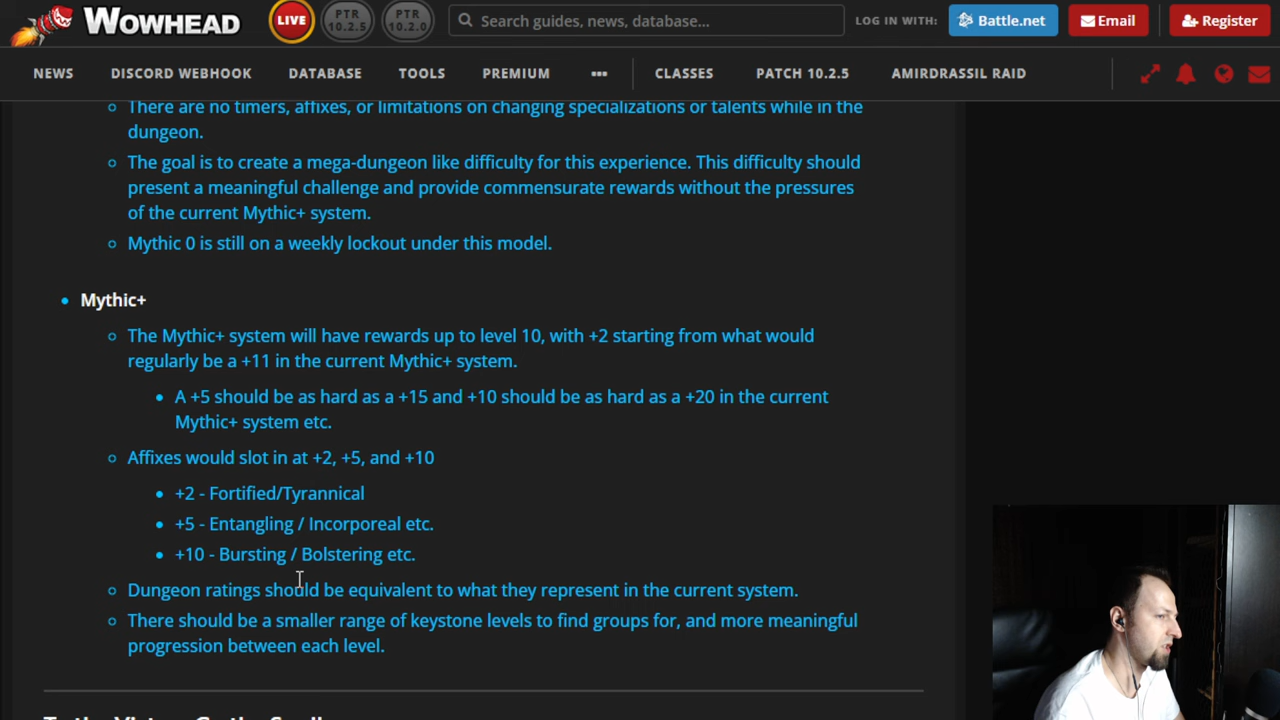 WOWHEAD
LIVE
PTR
10.2.5
PTR
10.2.0
Search guides, news, database...
LOG IN WITH:
Battle.net
Email
Register
NEWS
DISCORD WEBHOOK
DATABASE
TOOLS
PREMIUM
•••
CLASSES
PATCH 10.2.5
AMIRDRASSIL RAID
There are no timers, affixes, or limitations on changing specializations or talents while in the
dungeon.
The goal is to create a mega-dungeon like difficulty for this experience. This difficulty should
present a meaningful challenge and provide commensurate rewards without the pressures
of the current Mythic+ system.
Mythic 0 is still on a weekly lockout under this model.
Mythic+
The Mythic+ system will have rewards up to level 10, with +2 starting from what would
regularly be a +11 in the current Mythic+ system.
A +5 should be as hard as a +15 and +10 should be as hard as a +20 in the current
Mythic+ system etc.
Affixes would slot in at +2, +5, and +10
+2 - Fortified/Tyrannical
+5 - Entangling / Incorporeal etc.
+10 - Bursting / Bolstering etc.
Dungeon ratings should be equivalent to what they represent in the current system.
There should be a smaller range of keystone levels to find groups for, and more meaningful
progression between each level.